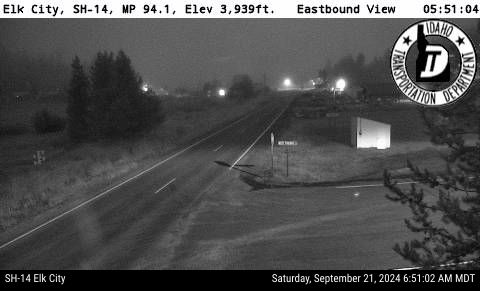 Elk City, SH-14, MP 94.1, Elev 3,939ft. Eastbound View 05:51:04
IDAHO
TRANSPORTATION DEPARTMENT
SH-14 Elk City
Saturday, September 21, 2024 6:51:02 AM MDT